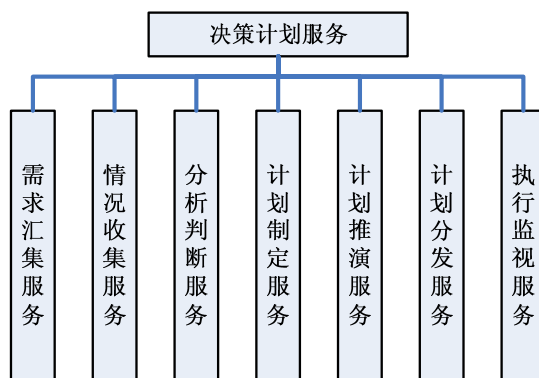 决策计划服务
需求汇集服务
情况收集服务
分析判断服务
计划制定服务
计划推演服务
计划分发服务
执行监视服务